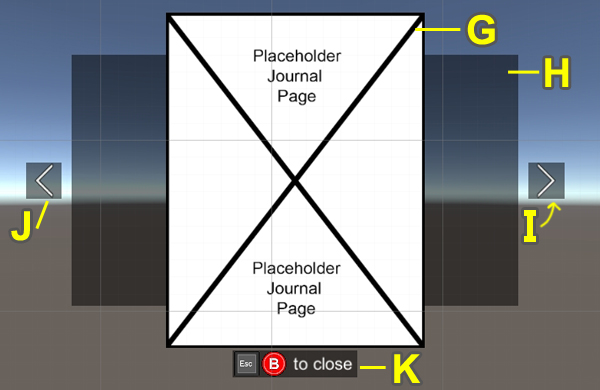 G
Placeholder
Journal
Page
H
J
I
Placeholder
Journal
Page
Esc B to close
K